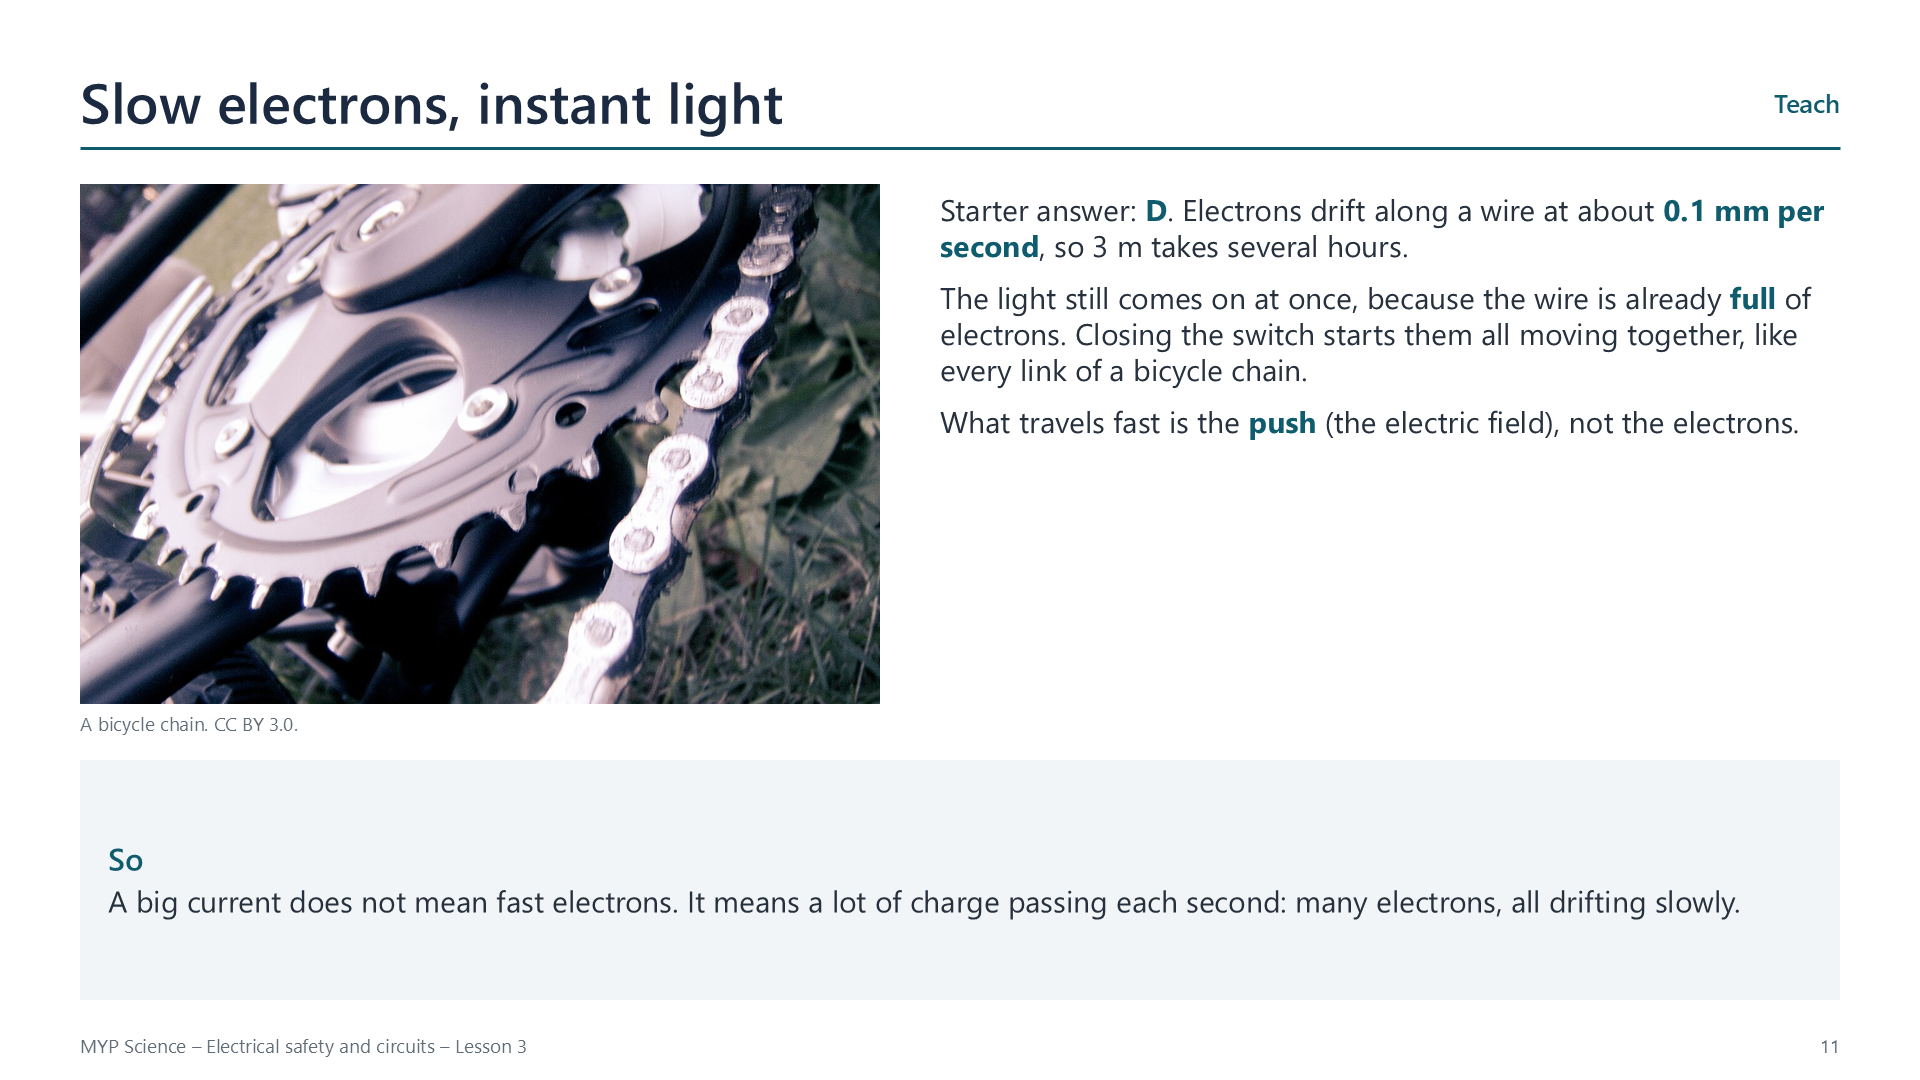 Slow electrons, instant light
Teach
Starter answer: D. Electrons drift along a wire at about 0.1 mm per
second, so 3 m takes several hours.
The light still comes on at once, because the wire is already full of
electrons. Closing the switch starts them all moving together, like
every link of a bicycle chain.
What travels fast is the push (the electric field), not the electrons.
A bicycle chain. CC BY 3.0.
So
A big current does not mean fast electrons. It means a lot of charge passing each second: many electrons, all drifting slowly.
MYP Science – Electrical safety and circuits – Lesson 3
11